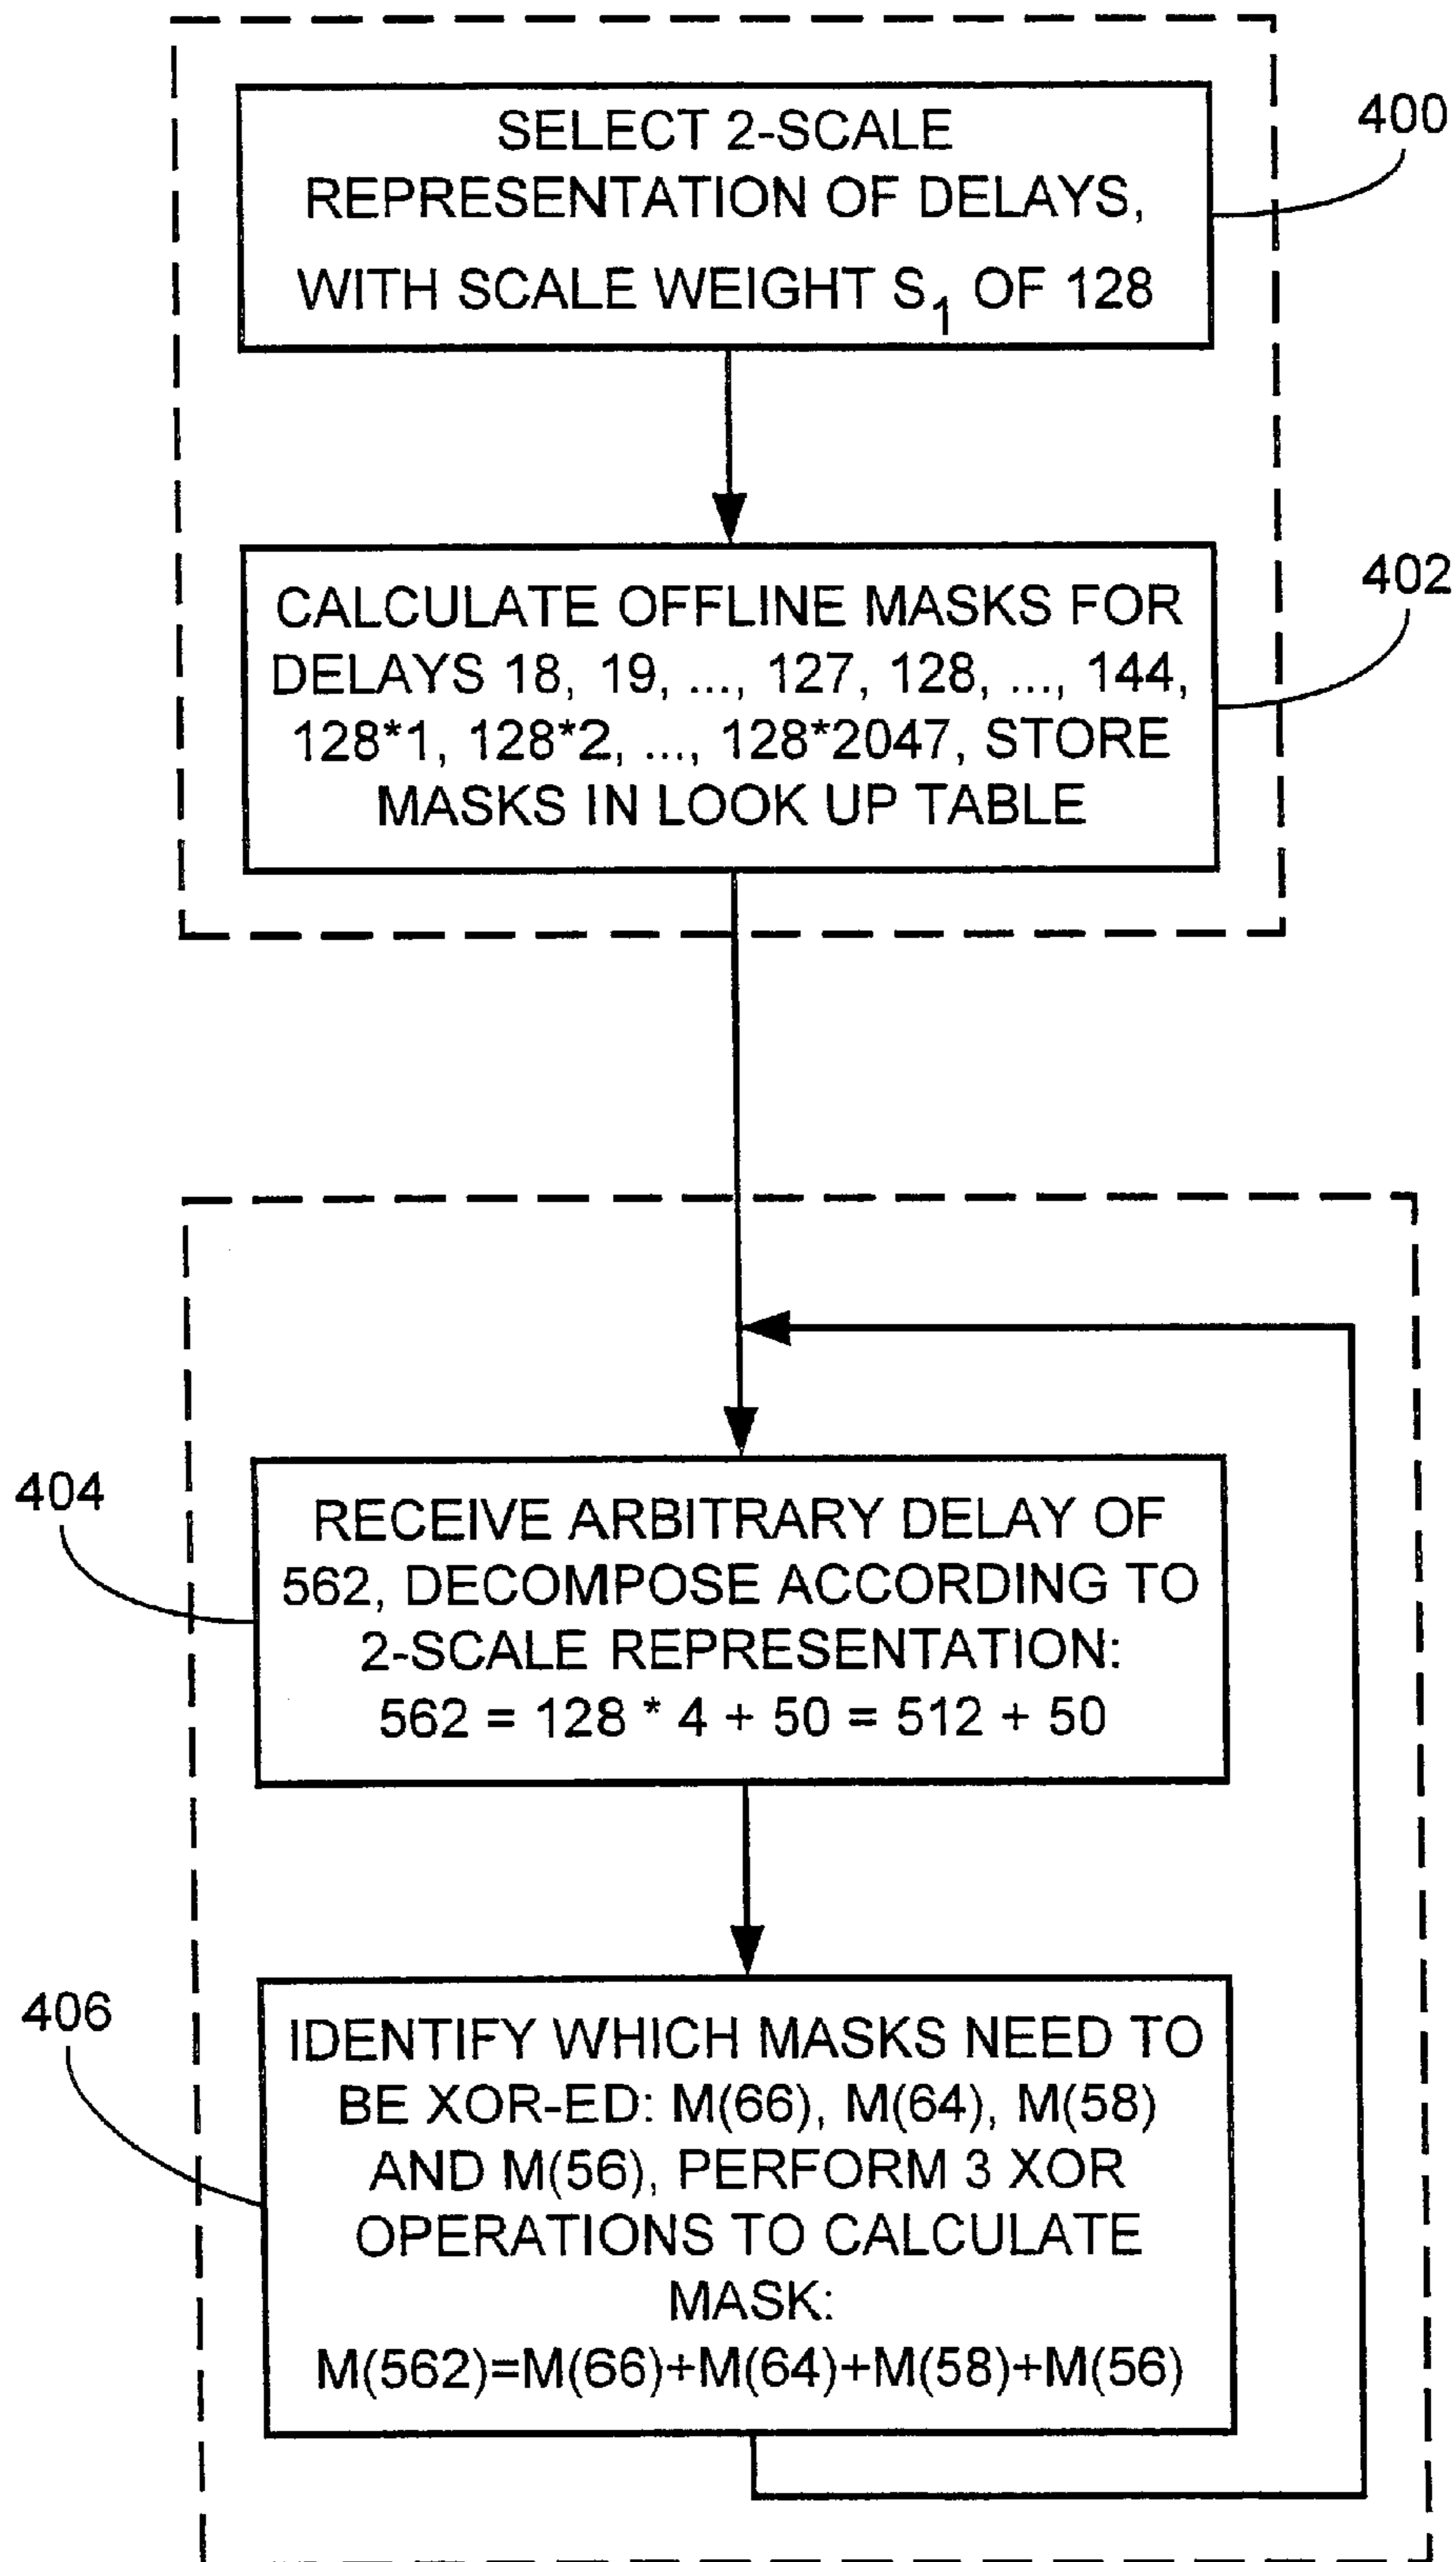 SELECT 2-SCALE
REPRESENTATION OF DELAYS,
WITH SCALE WEIGHT S1 OF 128
400
CALCULATE OFFLINE MASKS FOR
DELAYS 18, 19, ..., 127, 128, ..., 144,
128*1, 128*2, ..., 128*2047, STORE
MASKS IN LOOK UP TABLE
402
404
RECEIVE ARBITRARY DELAY OF
562, DECOMPOSE ACCORDING TO
2-SCALE REPRESENTATION:
562 = 128 * 4 + 50 = 512 + 50
406
IDENTIFY WHICH MASKS NEED TO
BE XOR-ED: M(66), M(64), M(58)
AND M(56), PERFORM 3 XOR
OPERATIONS TO CALCULATE
MASK:
M(562)=M(66)+M(64)+M(58)+M(56)